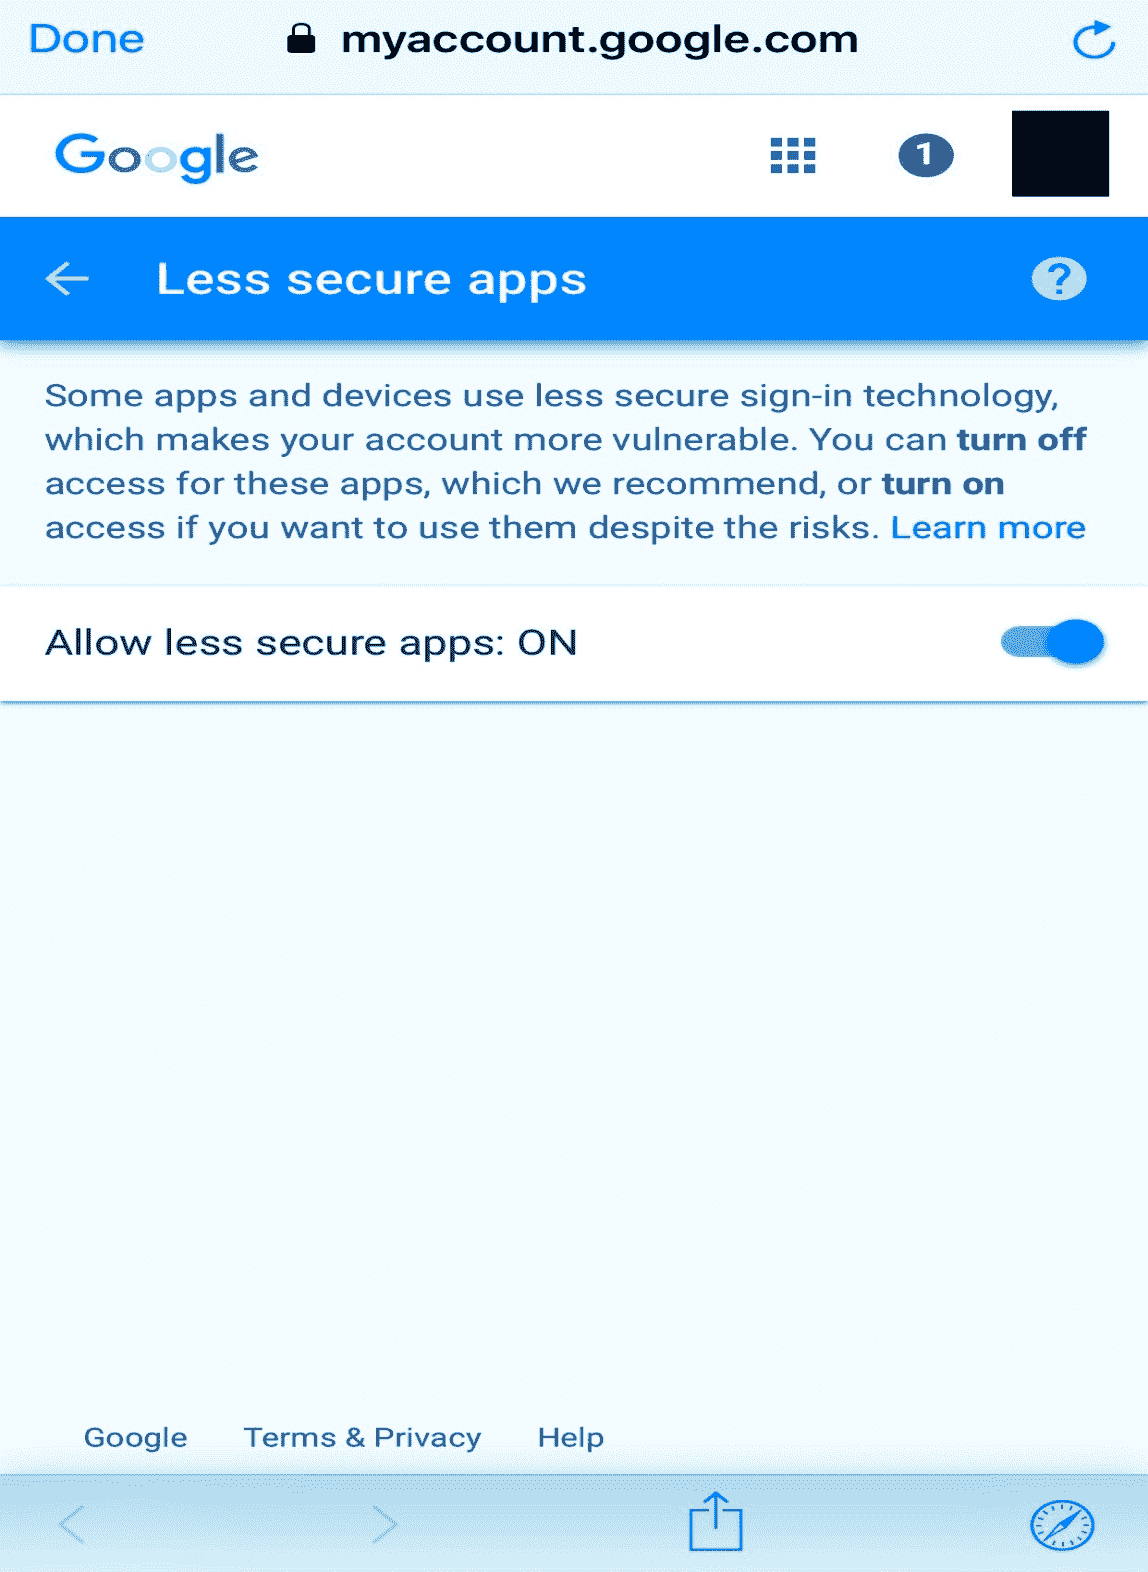 Done myaccount.google.com
Google 1
Less secure apps ?
Some apps and devices use less secure sign-in technology,
which makes your account more vulnerable. You can turn off
access for these apps, which we recommend, or turn on
access if you want to use them despite the risks. Learn more
Allow less secure apps: ON
Google Terms & Privacy Help